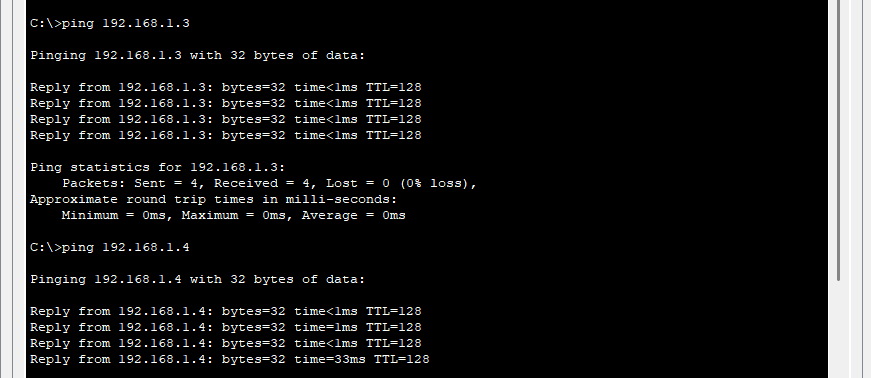 C:\>ping 192.168.1.3
Pinging 192.168.1.3 with 32 bytes of data:
Reply from 192.168.1.3: bytes=32 time<1ms TTL=128
Reply from 192.168.1.3: bytes=32 time<1ms TTL=128
Reply from 192.168.1.3: bytes=32 time<1ms TTL=128
Reply from 192.168.1.3: bytes=32 time<1ms TTL=128
Ping statistics for 192.168.1.3:
    Packets: Sent = 4, Received = 4, Lost = 0 (0% loss),
Approximate round trip times in milli-seconds:
    Minimum = 0ms, Maximum = 0ms, Average = 0ms
C:\>ping 192.168.1.4
Pinging 192.168.1.4 with 32 bytes of data:
Reply from 192.168.1.4: bytes=32 time<1ms TTL=128
Reply from 192.168.1.4: bytes=32 time=1ms TTL=128
Reply from 192.168.1.4: bytes=32 time<1ms TTL=128
Reply from 192.168.1.4: bytes=32 time=33ms TTL=128